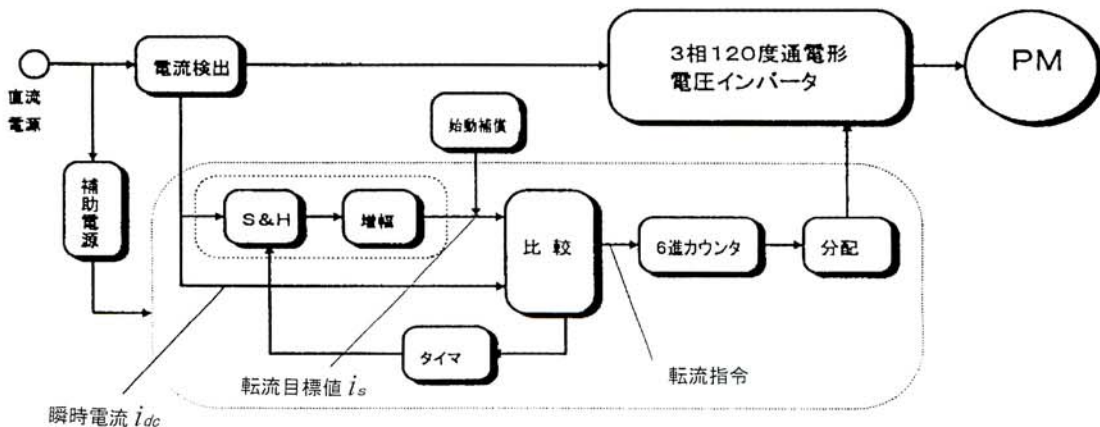 直流
電源
電流検出
3相120度通電形
電圧インバータ
PM
始動補償
補助電源
S&H
増幅
比較
6進カウンタ
分配
タイマ
転流目標値 is
転流指令
瞬時電流 idc